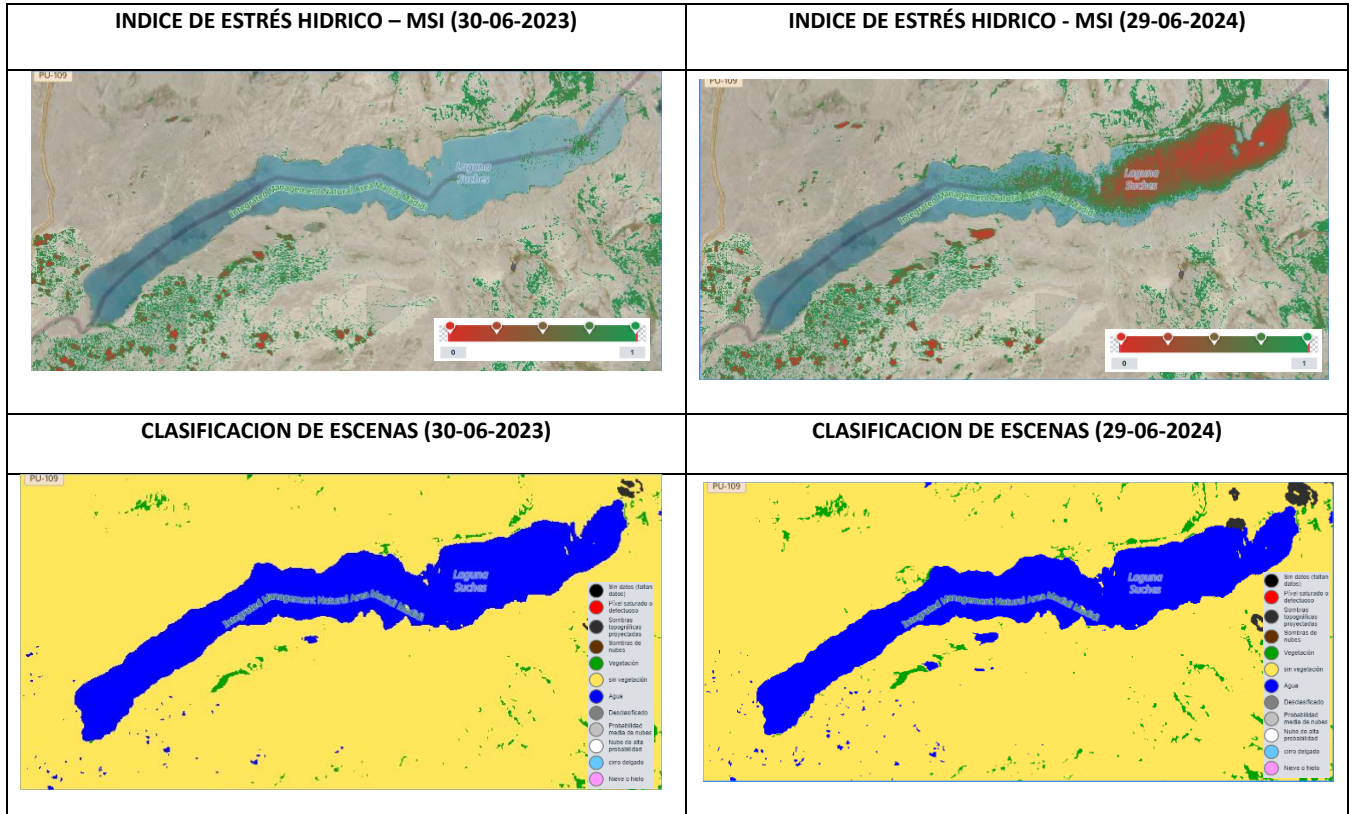 INDICE DE ESTRÉS HIDRICO – MSI (30-06-2023)
INDICE DE ESTRÉS HIDRICO - MSI (29-06-2024)
PU-109
Laguna
Suches
Integrated Management Natural Area Madidi Madidi
0 1
PU-109
Laguna
Suches
Integrated Management Natural Area Madidi Madidi
0 1
CLASIFICACION DE ESCENAS (30-06-2023)
CLASIFICACION DE ESCENAS (29-06-2024)
PU-109
Laguna
Suches
Integrated Management Natural Area Madidi Madidi
Sin datos (faltan
datos)
Píxel saturado o
defectuoso
Sombras
topográficas
proyectadas
Sombras de
nubes
Vegetación
sin vegetación
Agua
Desclasificado
Probabilidad
media de nubes
Nube de alta
probabilidad
cirro delgado
Nieve o hielo
PU-109
Laguna
Suches
Integrated Management Natural Area Madidi Madidi
Sin datos (faltan
datos)
Píxel saturado o
defectuoso
Sombras
topográficas
proyectadas
Sombras de
nubes
Vegetación
sin vegetación
Agua
Desclasificado
Probabilidad
media de nubes
Nube de alta
probabilidad
cirro delgado
Nieve o hielo